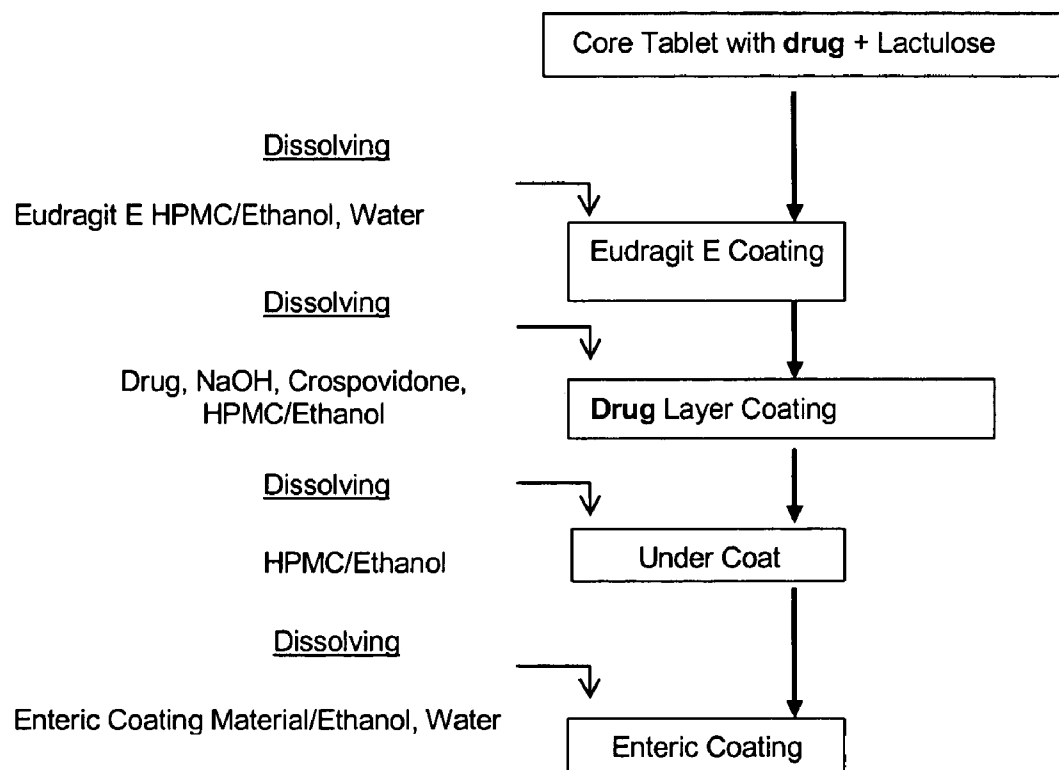 Core Tablet with drug + Lactulose
Dissolving
Eudragit E HPMC/Ethanol, Water
Eudragit E Coating
Dissolving
Drug, NaOH, Crospovidone,
HPMC/Ethanol
Drug Layer Coating
Dissolving
HPMC/Ethanol
Under Coat
Dissolving
Enteric Coating Material/Ethanol, Water
Enteric Coating